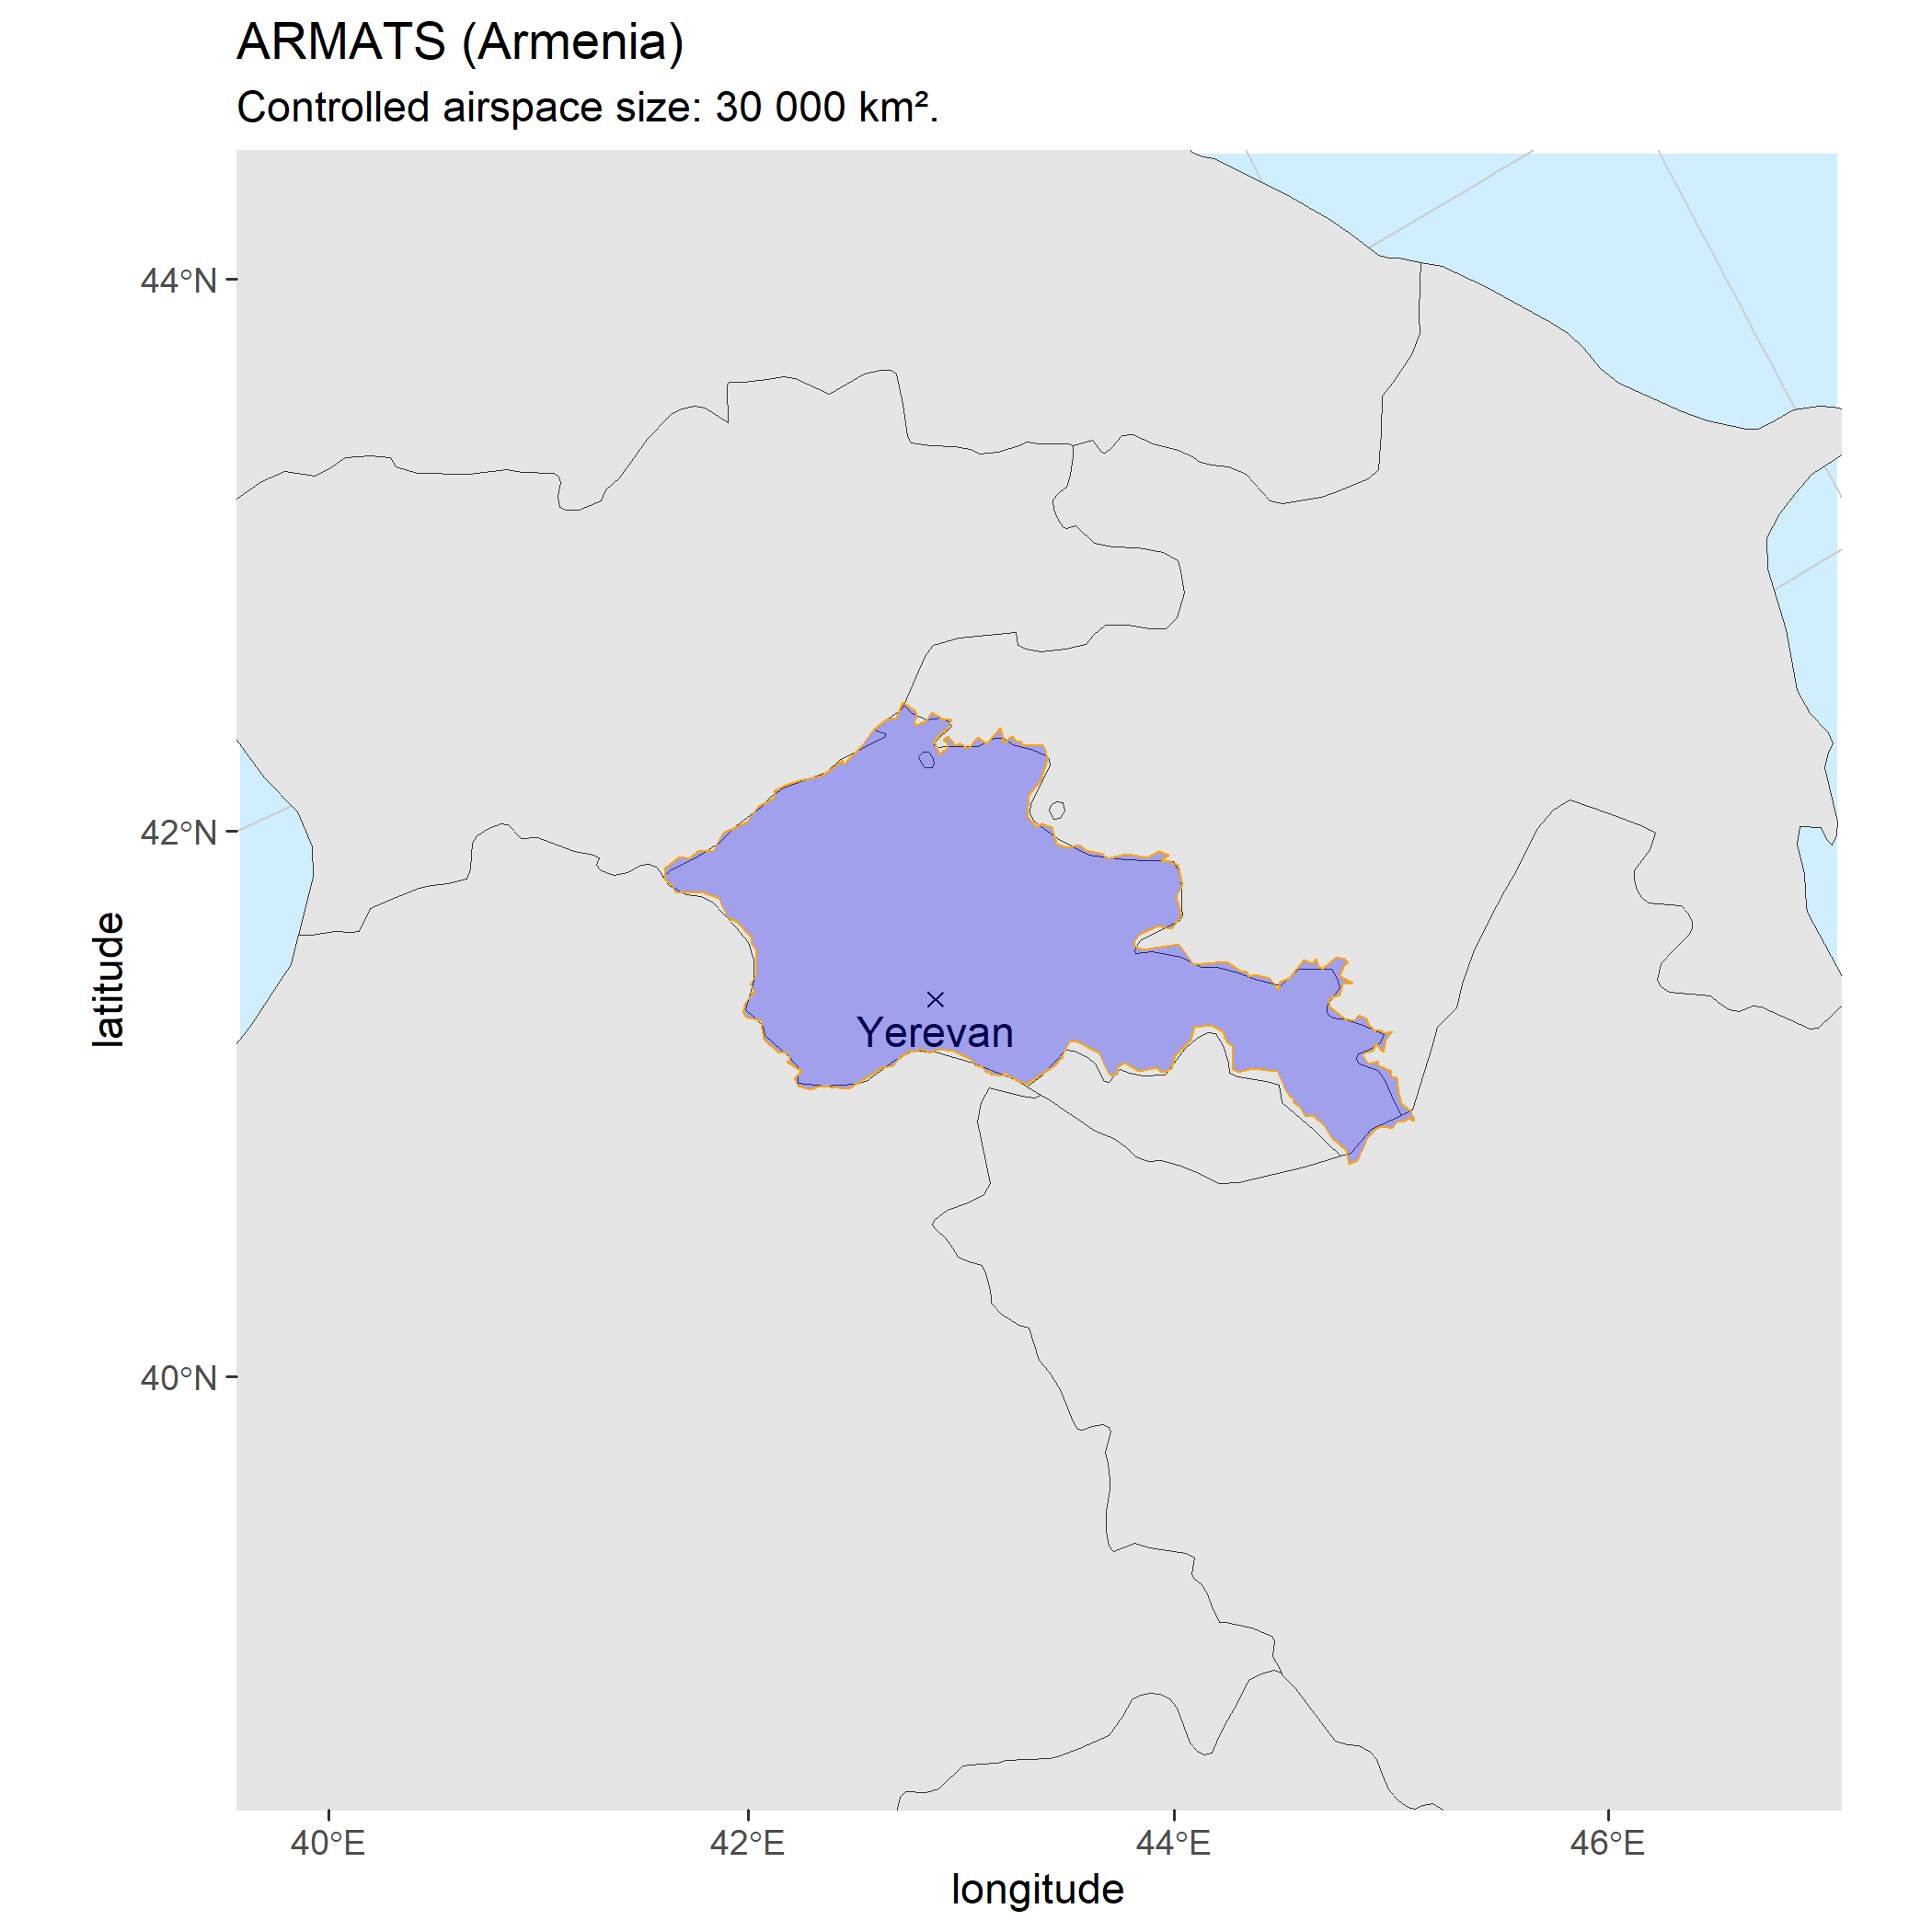 ARMATS (Armenia)
Controlled airspace size: 30 000 km².
44°N
42°N
40°N
latitude
Yerevan
40°E
42°E
44°E
46°E
longitude